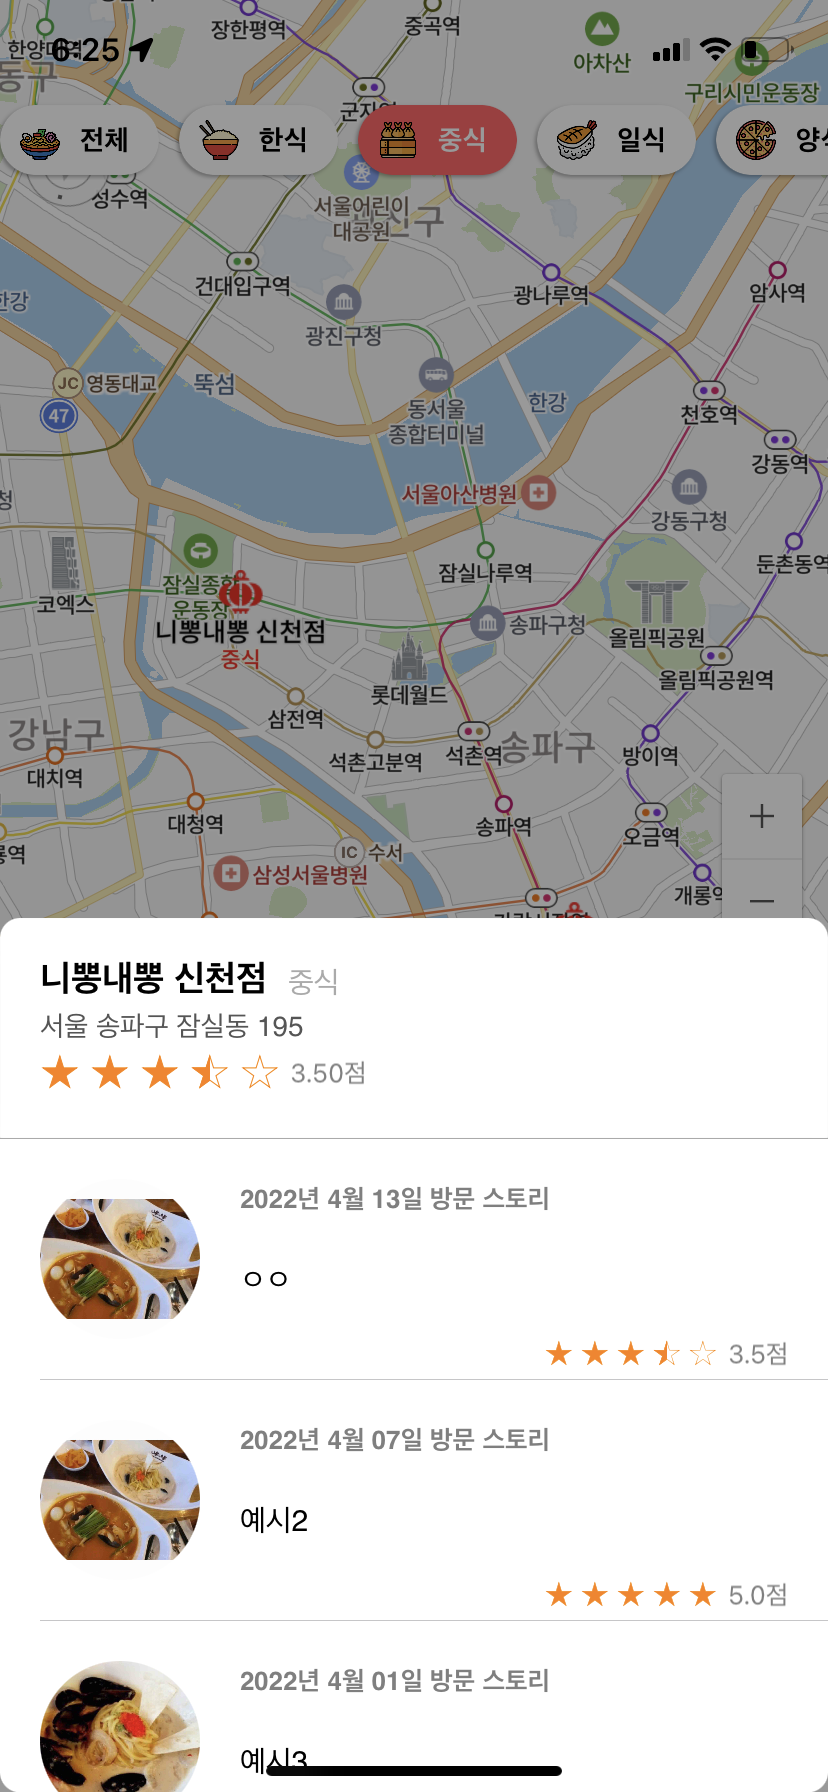 장한평역
중곡역
6:25
아차산
구리시민운동장
동구
군자역
전체
한식
중식
일식
양식
성수역
서울어린이
대공원
건대입구역
광나루역
암사역
한강
광진구청
JC 영동대교
뚝섬
47
동서울
종합터미널
한강
천호역
강동역
서울아산병원
강동구청
둔촌동역
코엑스
잠실종합
운동장
잠실나루역
니뽕내뽕 신천점
중식
송파구청
올림픽공원
롯데월드
올림픽공원역
삼전역
강남구
석촌고분역
석촌역
송파구
방이역
대치역
대청역
송파역
오금역
IC 수서
삼성서울병원
개롱역
+
−
니뽕내뽕 신천점 중식
서울 송파구 잠실동 195
3.50점
2022년 4월 13일 방문 스토리
ㅇㅇ
3.5점
2022년 4월 07일 방문 스토리
예시2
5.0점
2022년 4월 01일 방문 스토리
예시3